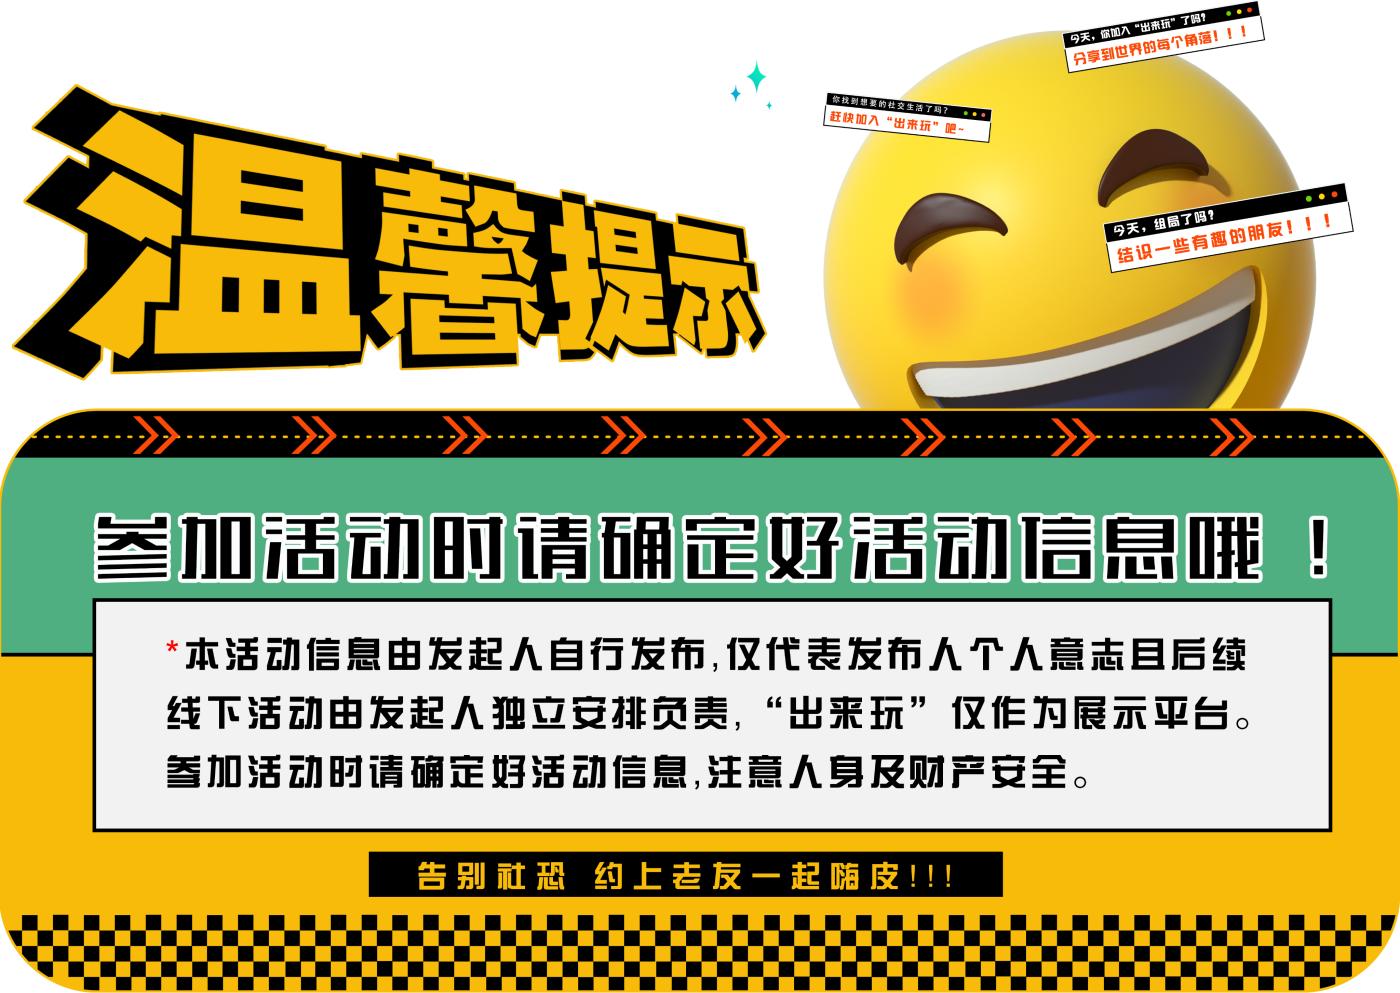 今天，你加入“出来玩”了吗？
分享到世界的每个角落！！！
你找到想要的社交生活了吗？
赶快加入“出来玩”吧~
温馨提示
今天，组局了吗？
结识一些有趣的朋友！！！
参加活动时请确定好活动信息哦！
*本活动信息由发起人自行发布,仅代表发布人个人意志且后续
线下活动由发起人独立安排负责,“出来玩”仅作为展示平台。
参加活动时请确定好活动信息,注意人身及财产安全。
告别社恐 约上老友一起嗨皮!!!